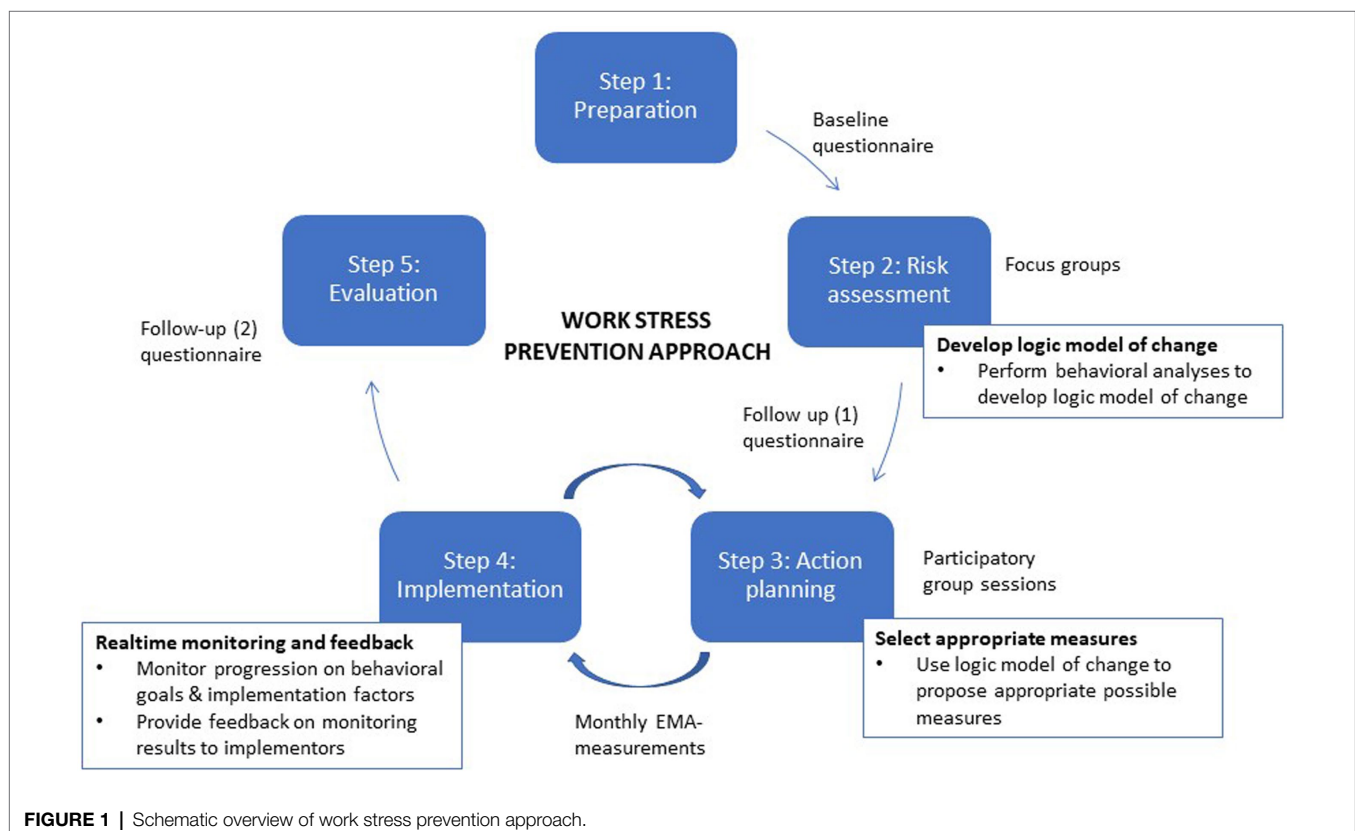 Step 1:
Preparation
Baseline
questionnaire
Step 2: Risk
assessment
Focus groups
Develop logic model of change
• Perform behavioral analyses to
develop logic model of change
Step 5:
Evaluation
WORK STRESS
PREVENTION APPROACH
Follow-up (2)
questionnaire
Follow up (1)
questionnaire
Step 4:
Implementation
Step 3: Action
planning
Participatory
group sessions
Realtime monitoring and feedback
• Monitor progression on behavioral
goals & implementation factors
• Provide feedback on monitoring
results to implementors
Select appropriate measures
• Use logic model of change to
propose appropriate possible
measures
Monthly EMA-
measurements
FIGURE 1 | Schematic overview of work stress prevention approach.